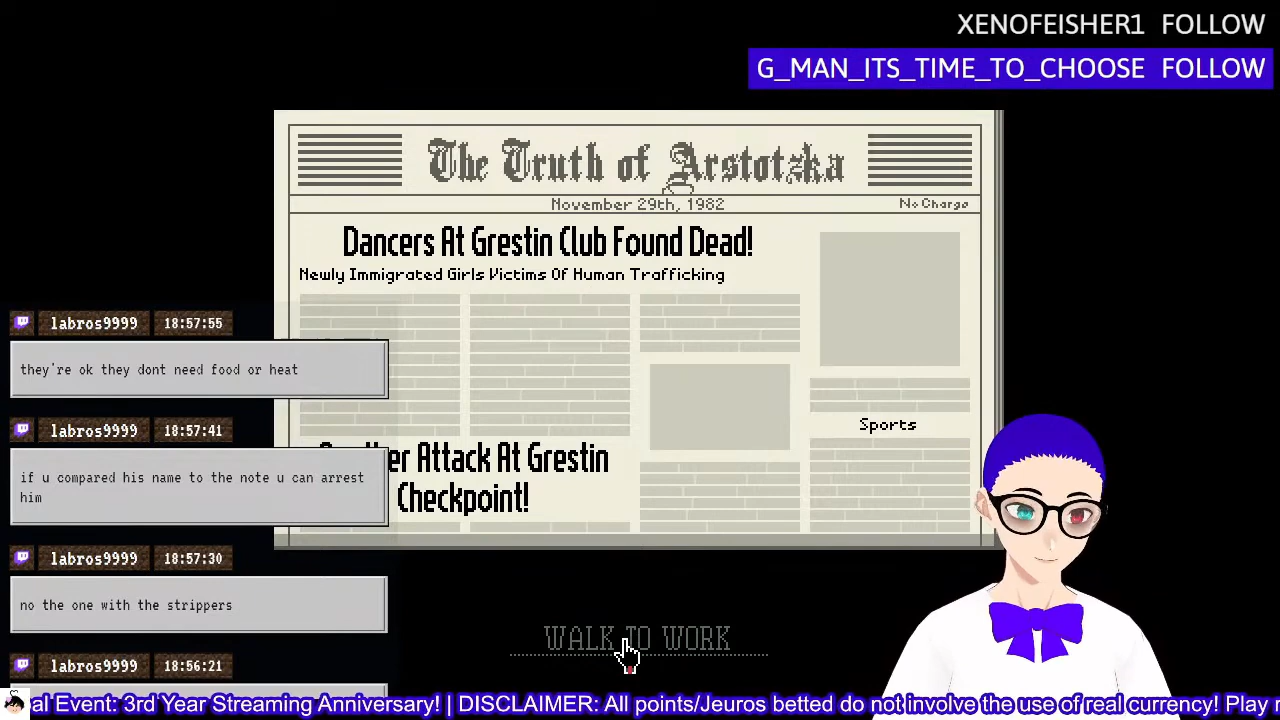 XENOFEISHER1 FOLLOW
G_MAN_ITS_TIME_TO_CHOOSE FOLLOW
The Truth of Arstotzka
November 29th, 1982
No Charge
Dancers At Grestin Club Found Dead!
Newly Immigrated Girls Victims Of Human Trafficking
Attack At Grestin
Checkpoint!
Sports
labros9999 18:57:55
they're ok they dont need food or heat
labros9999 18:57:41
if u compared his name to the note u can arrest
him
labros9999 18:57:30
no the one with the strippers
labros9999 18:56:21
WALK TO WORK
Event: 3rd Year Streaming Anniversary! | DISCLAIMER: All points/Jeuros betted do not involve the use of real currency! Play